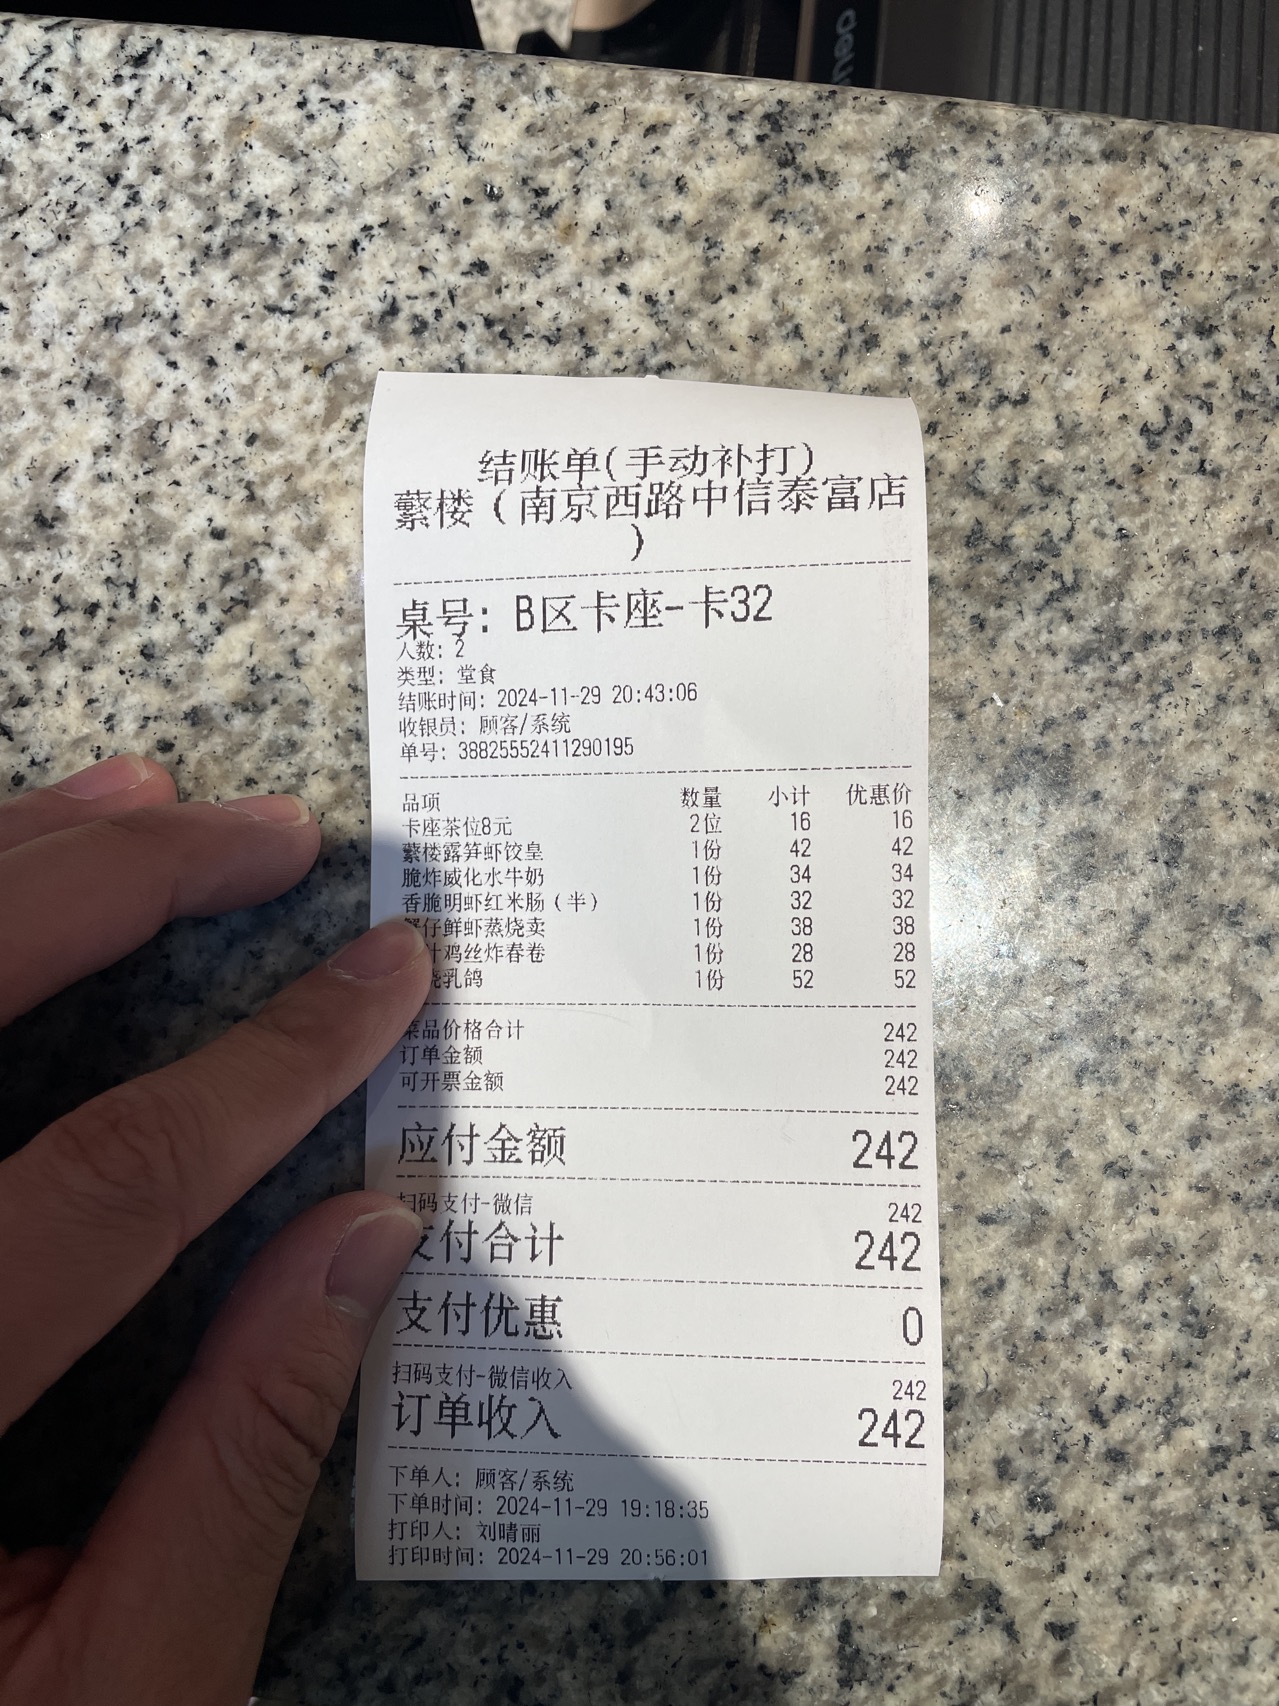 结账单(手动补打)
蘩楼(南京西路中信泰富店
)
桌号: B区卡座-卡32
人数: 2
类型: 堂食
结账时间: 2024-11-29 20:43:06
收银员: 顾客/系统
单号: 38825552411290195
品项 数量 小计 优惠价
卡座茶位8元 2位 16 16
蘩楼露笋虾饺皇 1份 42 42
脆炸威化水牛奶 1份 34 34
香脆明虾红米肠(半) 1份 32 32
蟹仔鲜虾蒸烧卖 1份 38 38
汁鸡丝炸春卷 1份 28 28
烧乳鸽 1份 52 52
菜品价格合计 242
订单金额 242
可开票金额 242
应付金额 242
扫码支付-微信 242
支付合计 242
支付优惠 0
扫码支付-微信收入 242
订单收入 242
下单人: 顾客/系统
下单时间: 2024-11-29 19:18:35
打印人: 刘晴丽
打印时间: 2024-11-29 20:56:01